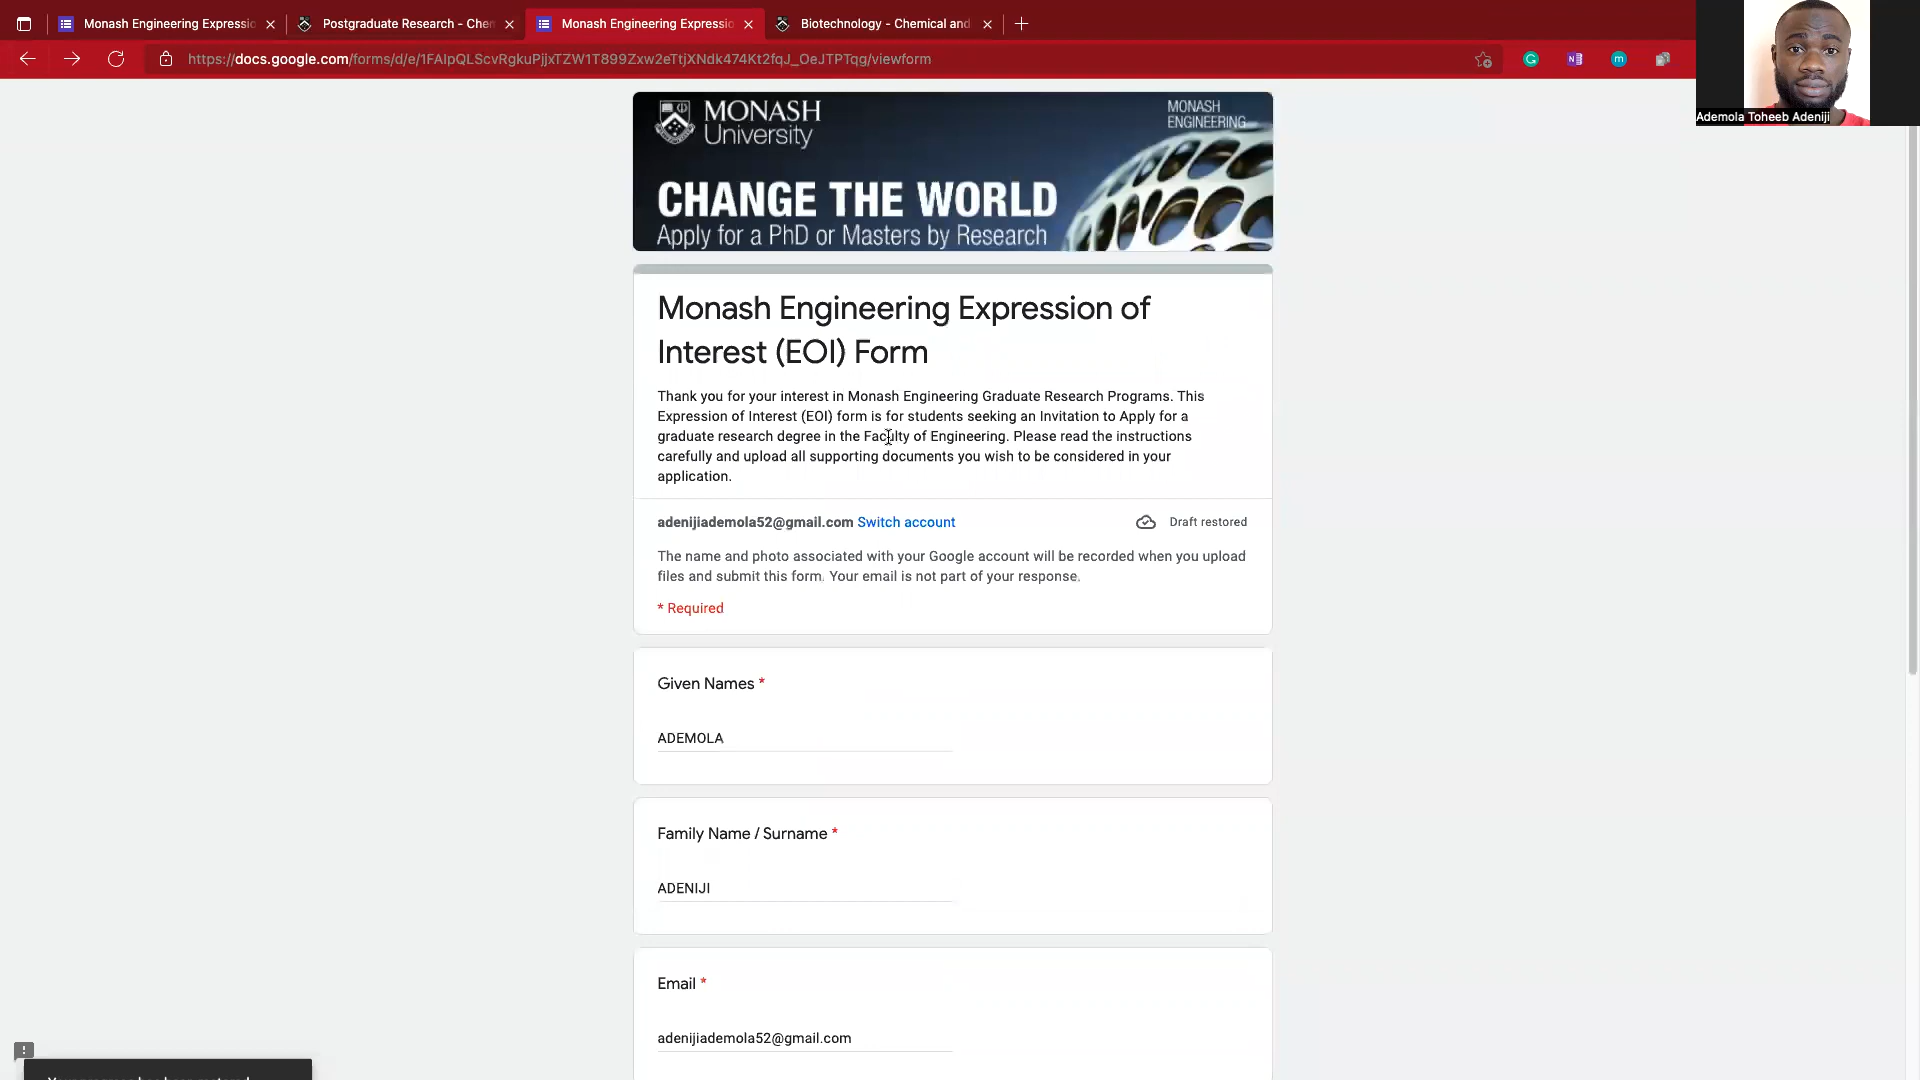 Monash Engineering Expressio
Postgraduate Research - Chem
Monash Engineering Expressio
Biotechnology - Chemical and
https://docs.google.com/forms/d/e/1FAIpQLScvRgkuPjjxTZW1T899Zxw2eTtjXNdk474Kt2fqJ_OeJTPTqg/viewform
Ademola Toheeb Adeniji
MONASH
University
MONASH
ENGINEERING
CHANGE THE WORLD
Apply for a PhD or Masters by Research
Monash Engineering Expression of
Interest (EOI) Form
Thank you for your interest in Monash Engineering Graduate Research Programs. This
Expression of Interest (EOI) form is for students seeking an Invitation to Apply for a
graduate research degree in the Faculty of Engineering. Please read the instructions
carefully and upload all supporting documents you wish to be considered in your
application.
adenijiademola52@gmail.com Switch account
Draft restored
The name and photo associated with your Google account will be recorded when you upload
files and submit this form. Your email is not part of your response.
* Required
Given Names *
ADEMOLA
Family Name / Surname *
ADENIJI
Email *
adenijiademola52@gmail.com